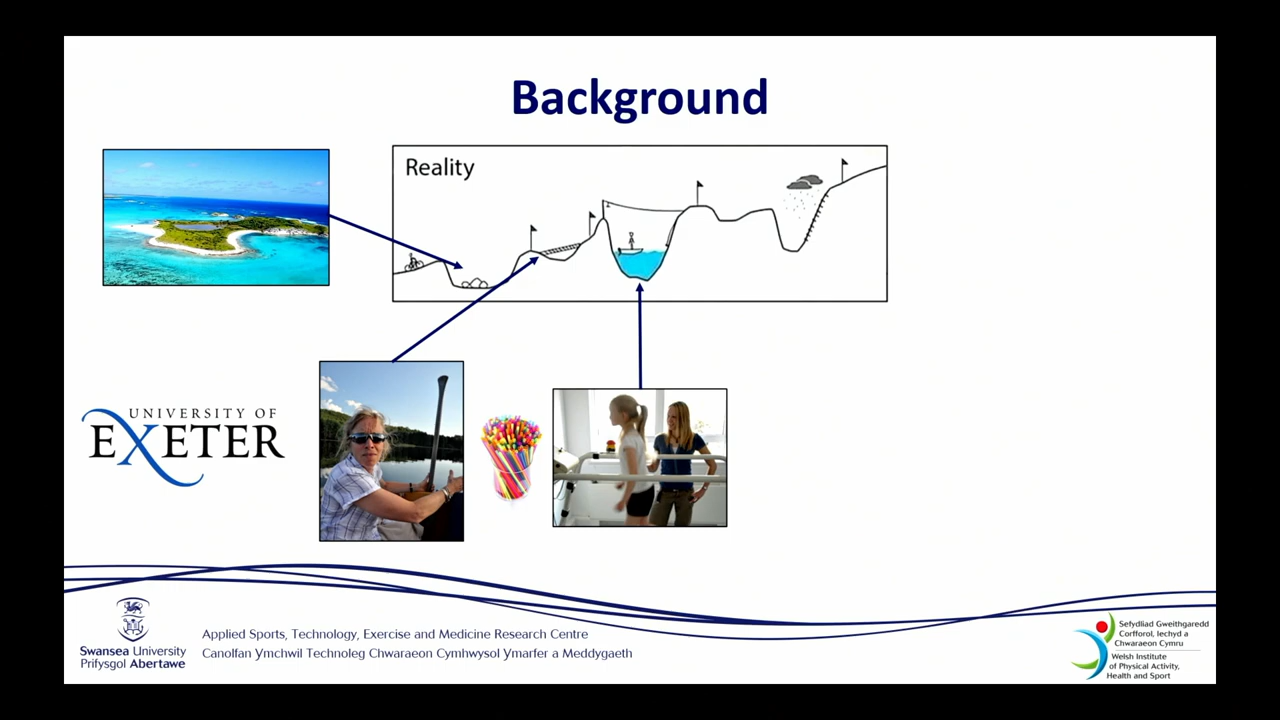 Background
Reality
UNIVERSITY OF
EXETER
Swansea University
Prifysgol Abertawe
Applied Sports, Technology, Exercise and Medicine Research Centre
Canolfan Ymchwil Technoleg Chwaraeon Cymhwysol Ymarfer a Meddygaeth
Sefydliad Gweithgaredd
Corfforol, Iechyd a
Chwaraeon Cymru
Welsh Institute
of Physical Activity,
Health and Sport